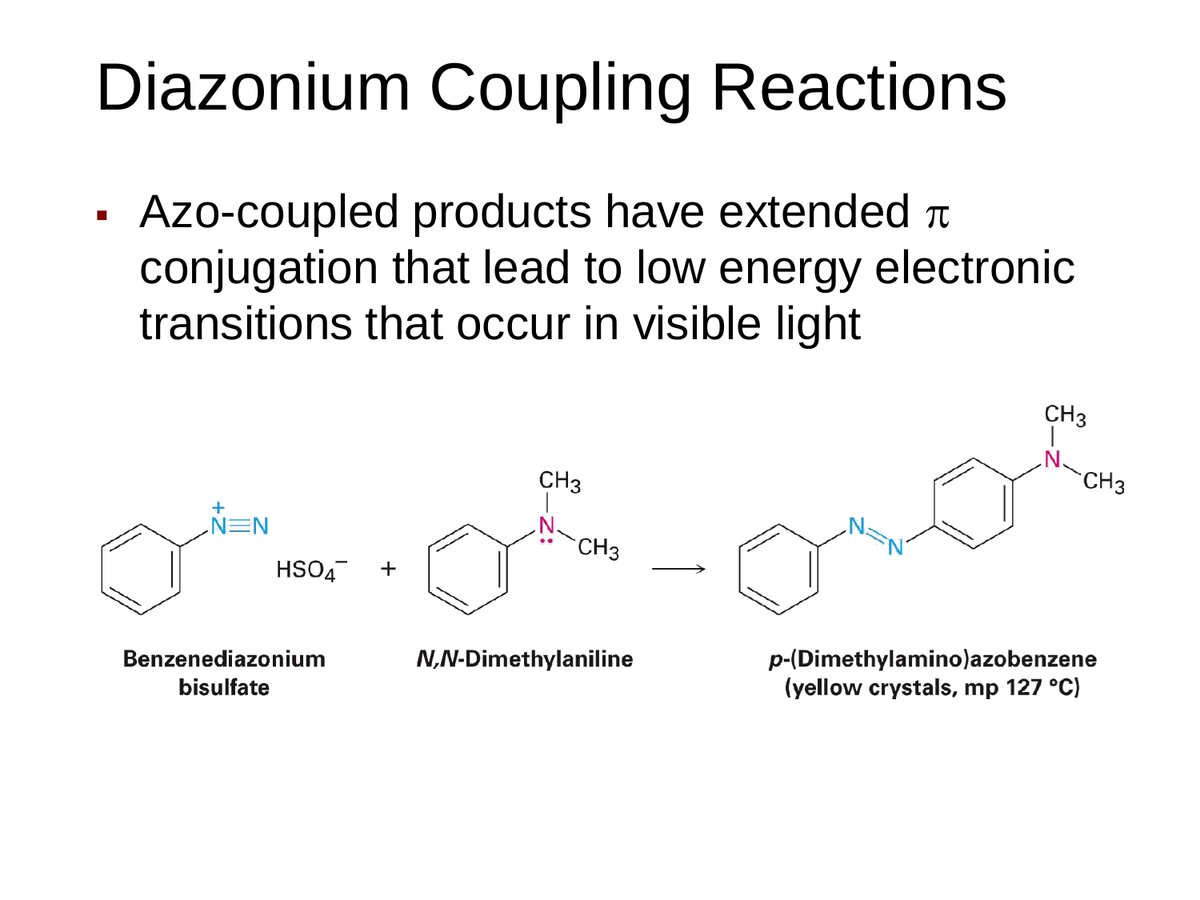 Diazonium Coupling Reactions
▪ Azo-coupled products have extended π
conjugation that lead to low energy electronic
transitions that occur in visible light
CH₃
N
CH₃
CH₃
N
CH₃
+
N≡N
N
N
HSO₄⁻
+
Benzenediazonium
bisulfate
N,N-Dimethylaniline
p-(Dimethylamino)azobenzene
(yellow crystals, mp 127 °C)